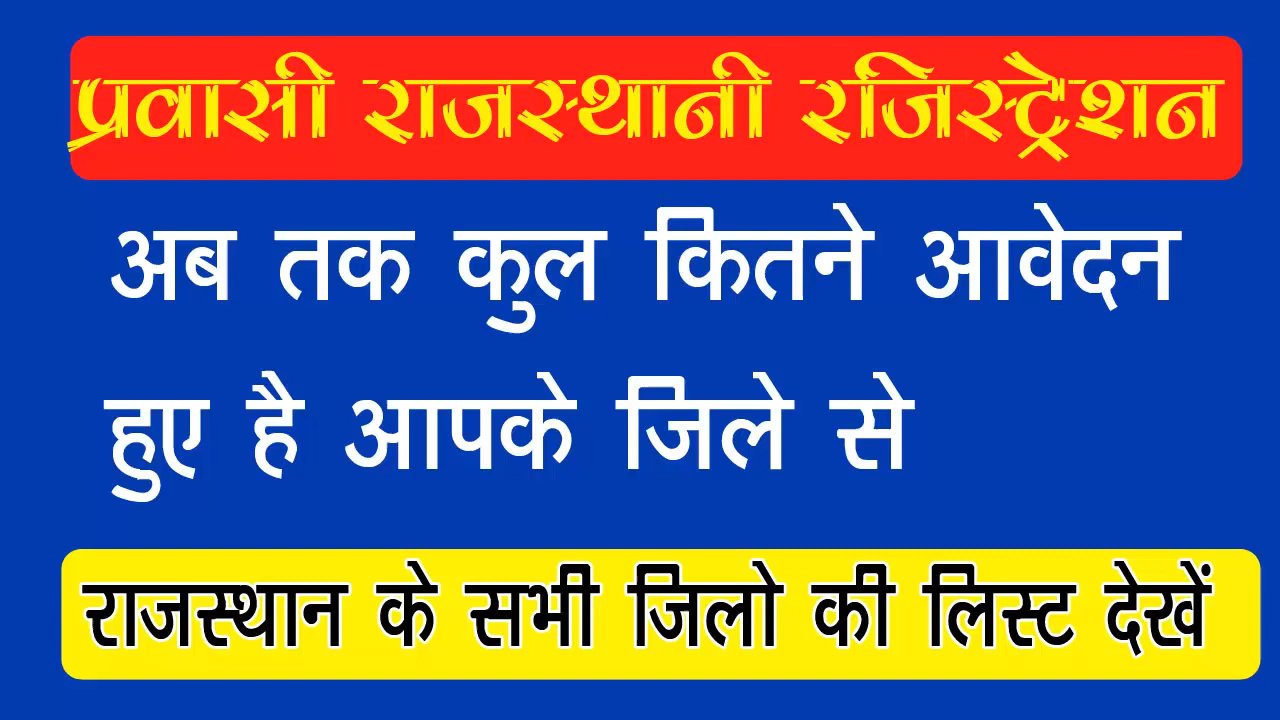 प्रवासी राजस्थानी रजिस्ट्रेशन
अब तक कुल कितने आवेदन
हुए है आपके जिले से
राजस्थान के सभी जिलो की लिस्ट देखें